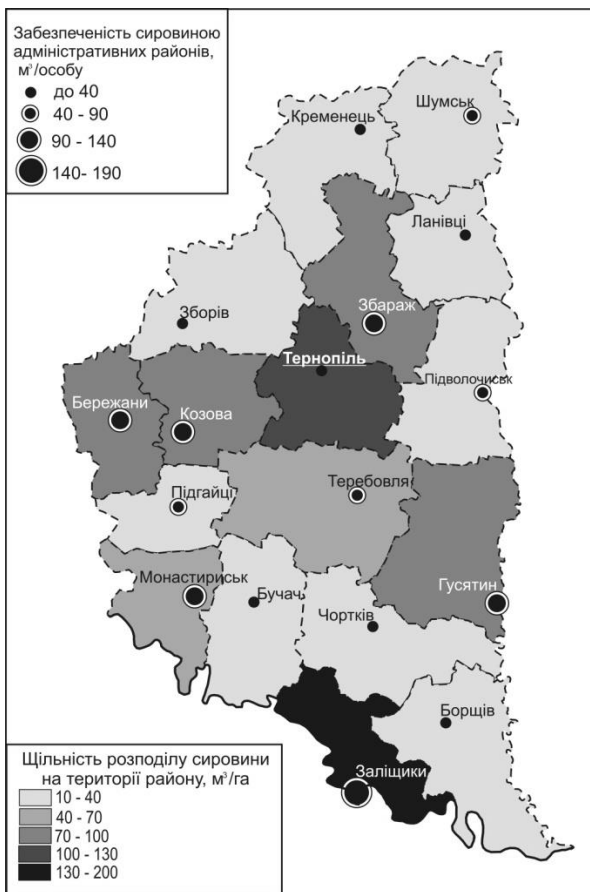 Забезпеченість сировиною
адміністративних районів,
м³/особу
до 40
40 - 90
90 - 140
140- 190
Шумськ
Кременець
Ланівці
Збараж
Зборів
Тернопіль
Підволочиськ
Бережани
Козова
Теребовля
Підгайці
Монастириськ
Гусятин
Бучач
Чортків
Борщів
Заліщики
Щільність розподілу сировини
на території району, м³/га
10 - 40
40 - 70
70 - 100
100 - 130
130 - 200